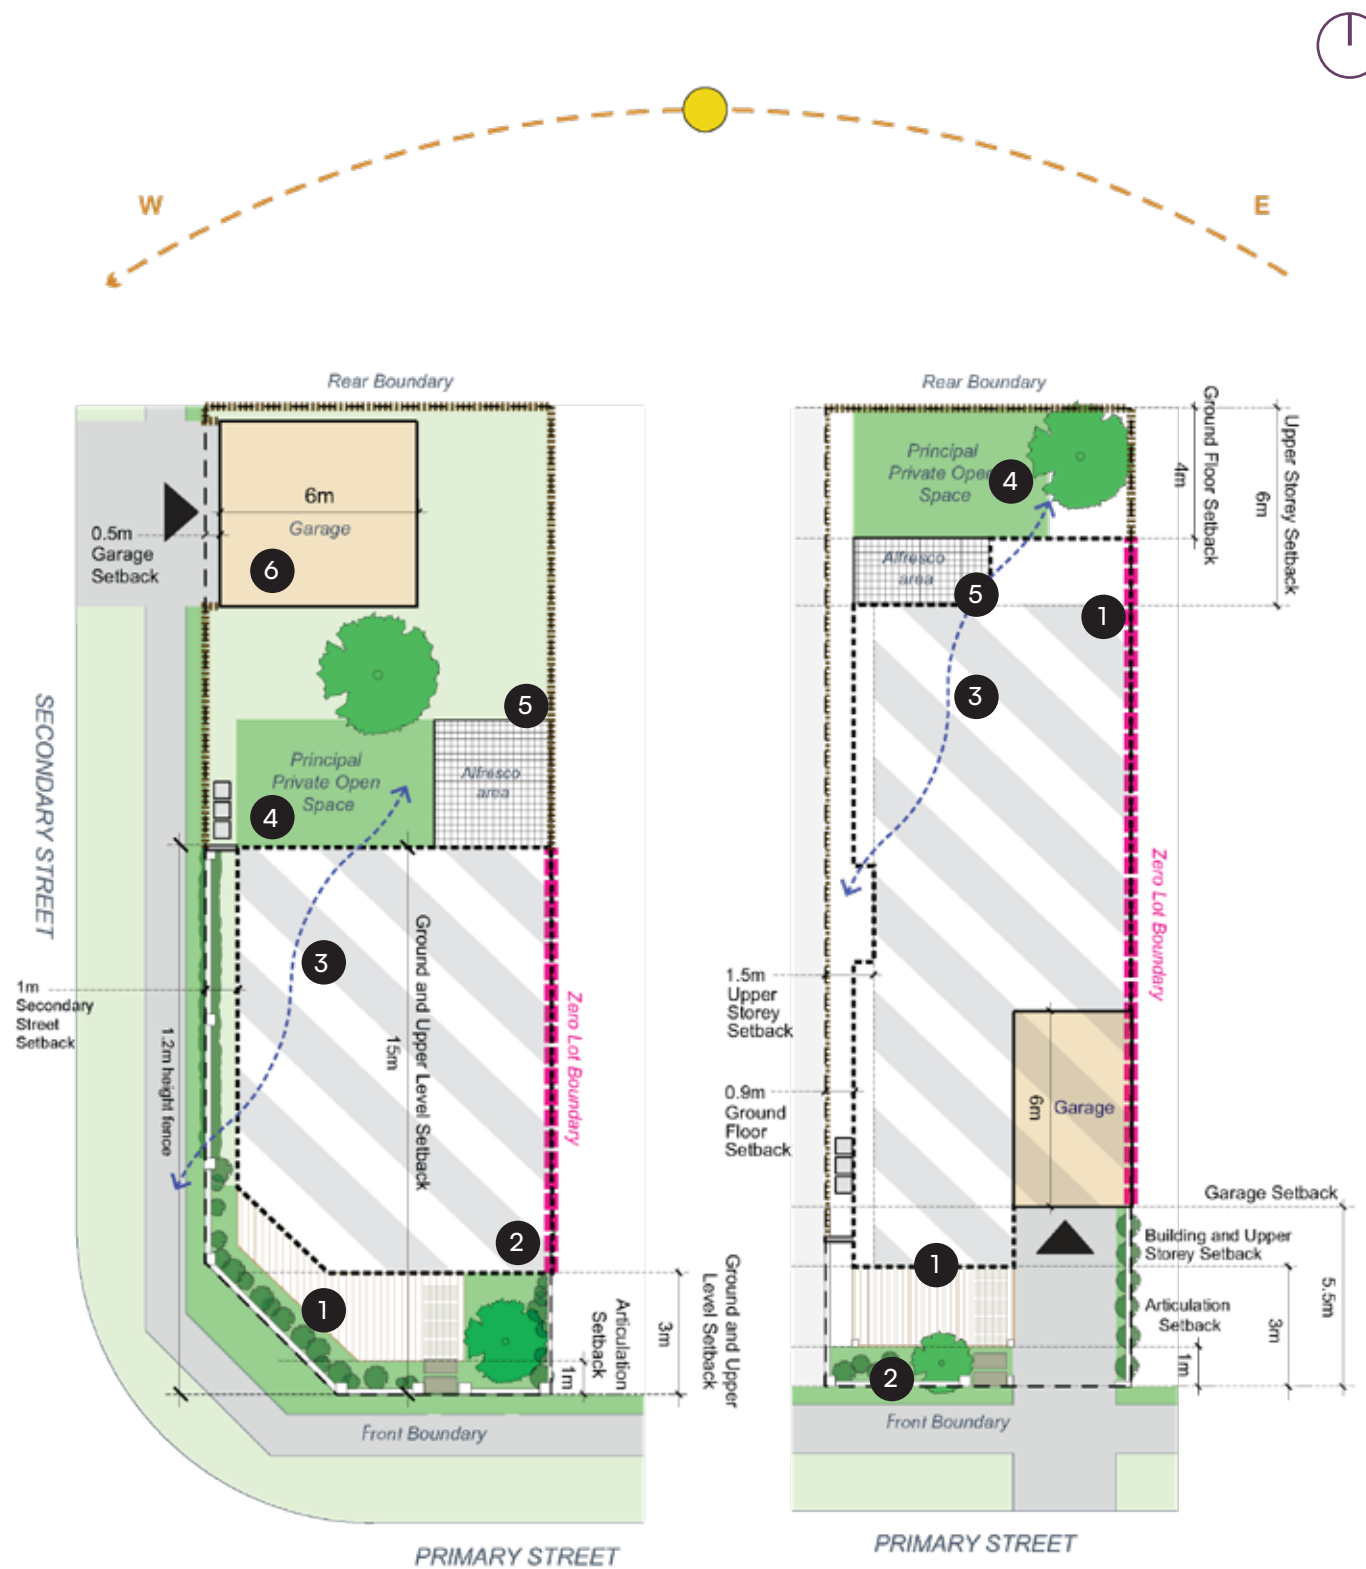 W
E
Rear Boundary
6m
Garage
6
0.5m
Garage
Setback
5
Principal
Private Open
Space
4
Alfresco
area
SECONDARY STREET
3
Ground and Upper Level Setback
15m
1m
Secondary
Street
Setback
1.2m height fence
Zero Lot Boundary
2
1
Articulation
Setback
1m
3m
Ground and Upper
Level Setback
Front Boundary
PRIMARY STREET
Rear Boundary
Principal
Private Open
Space
4
Ground Floor Setback
4m
Upper Storey Setback
6m
Alfresco
area
5
1
3
Zero Lot Boundary
1.5m
Upper
Storey
Setback
0.9m
Ground
Floor
Setback
6m
Garage
Garage Setback
Building and Upper
Storey Setback
1
Articulation
Setback
5.5m
3m
1m
2
Front Boundary
PRIMARY STREET